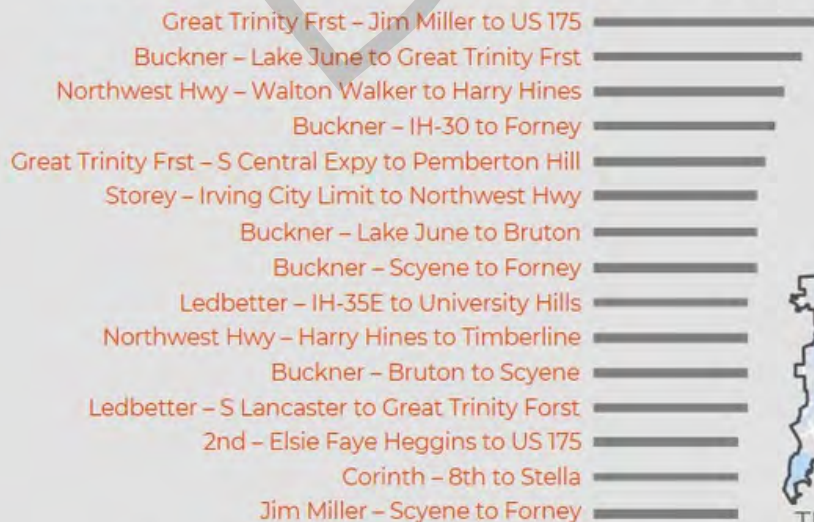 Great Trinity Frst – Jim Miller to US 175
Buckner – Lake June to Great Trinity Frst
Northwest Hwy – Walton Walker to Harry Hines
Buckner – IH-30 to Forney
Great Trinity Frst – S Central Expy to Pemberton Hill
Storey – Irving City Limit to Northwest Hwy
Buckner – Lake June to Bruton
Buckner – Scyene to Forney
Ledbetter – IH-35E to University Hills
Northwest Hwy – Harry Hines to Timberline
Buckner – Bruton to Scyene
Ledbetter – S Lancaster to Great Trinity Forst
2nd – Elsie Faye Heggins to US 175
Corinth – 8th to Stella
Jim Miller – Scyene to Forney